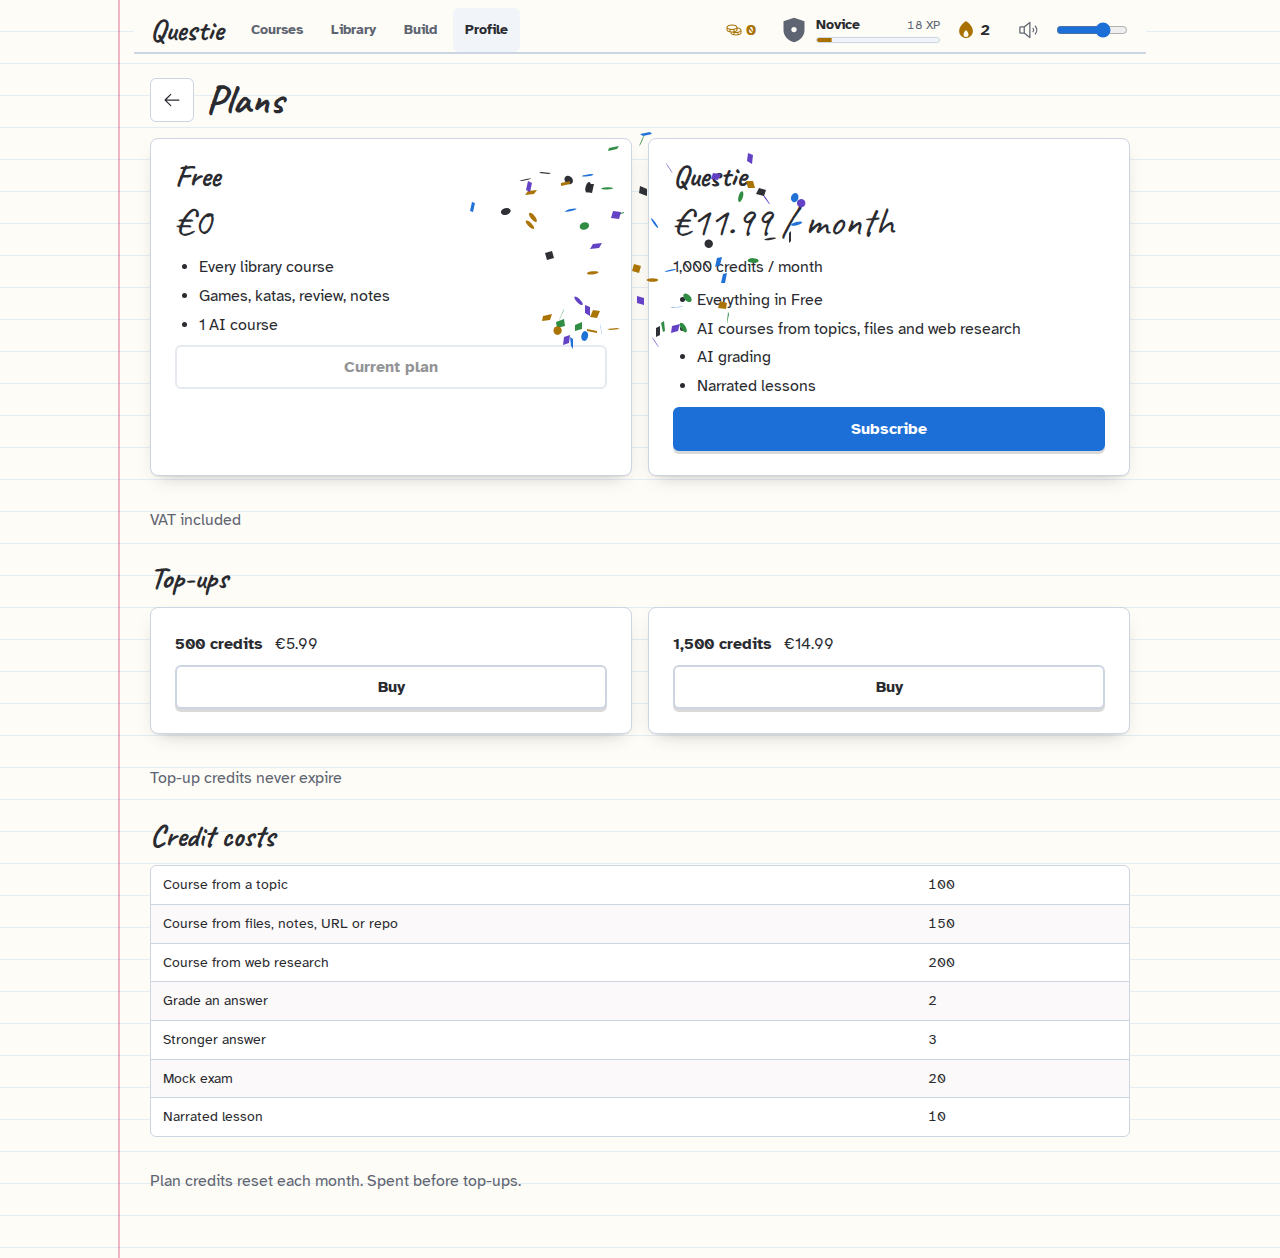 Questie Courses Library Build Profile 0 Novice 18 XP 2
Plans
Free
€0
Every library course
Games, katas, review, notes
1 AI course
Current plan
Questie
€11.99 / month
1,000 credits / month
Everything in Free
AI courses from topics, files and web research
AI grading
Narrated lessons
Subscribe
VAT included
Top-ups
500 credits €5.99
Buy
1,500 credits €14.99
Buy
Top-up credits never expire
Credit costs
Course from a topic 100
Course from files, notes, URL or repo 150
Course from web research 200
Grade an answer 2
Stronger answer 3
Mock exam 20
Narrated lesson 10
Plan credits reset each month. Spent before top-ups.